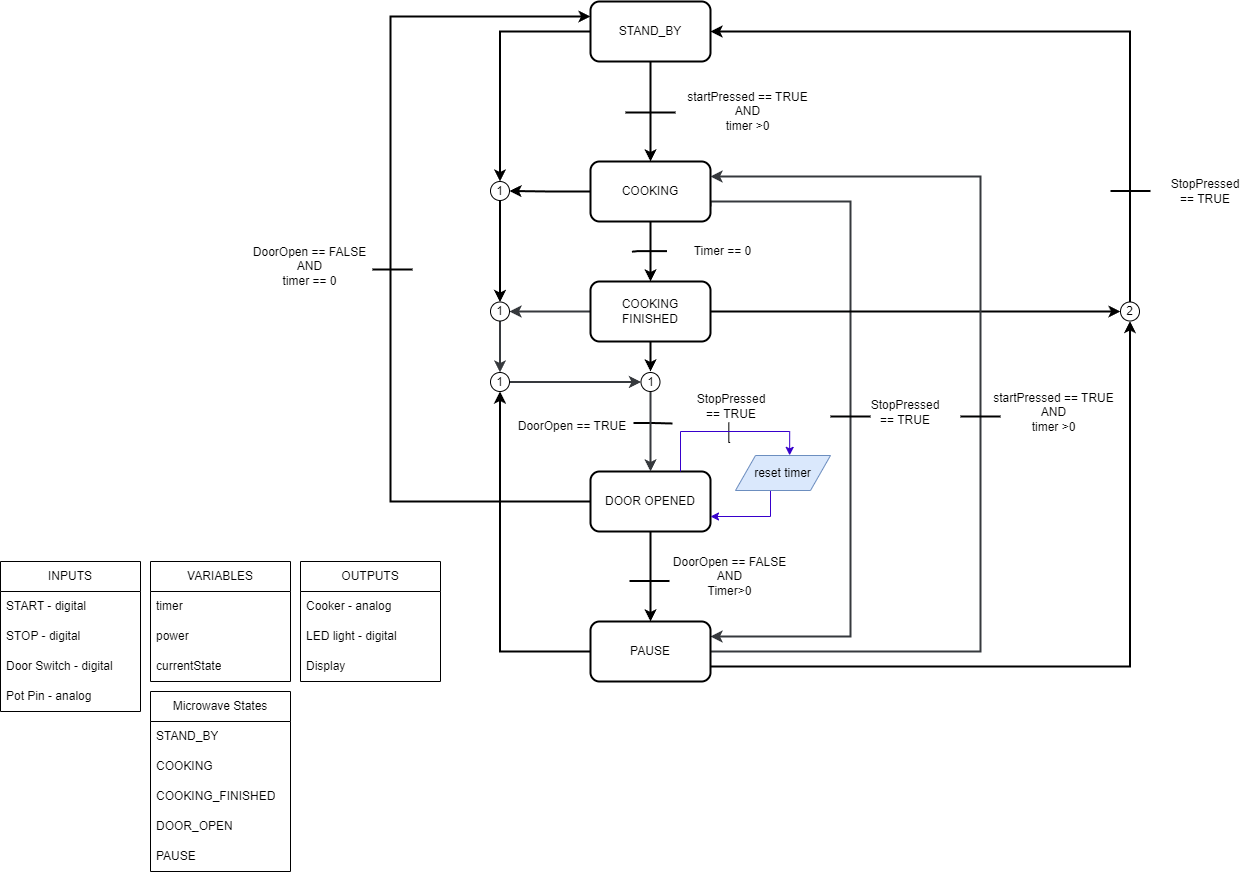 STAND_BY
startPressed == TRUE
AND
timer >0
1
COOKING
StopPressed
== TRUE
DoorOpen == FALSE
AND
timer == 0
Timer == 0
1
COOKING
FINISHED
2
1
1
StopPressed
== TRUE
DoorOpen == TRUE
StopPressed
== TRUE
startPressed == TRUE
AND
timer >0
reset timer
DOOR OPENED
DoorOpen == FALSE
AND
Timer>0
PAUSE
INPUTS
START - digital
STOP - digital
Door Switch - digital
Pot Pin - analog
VARIABLES
timer
power
currentState
OUTPUTS
Cooker - analog
LED light - digital
Display
Microwave States
STAND_BY
COOKING
COOKING_FINISHED
DOOR_OPEN
PAUSE